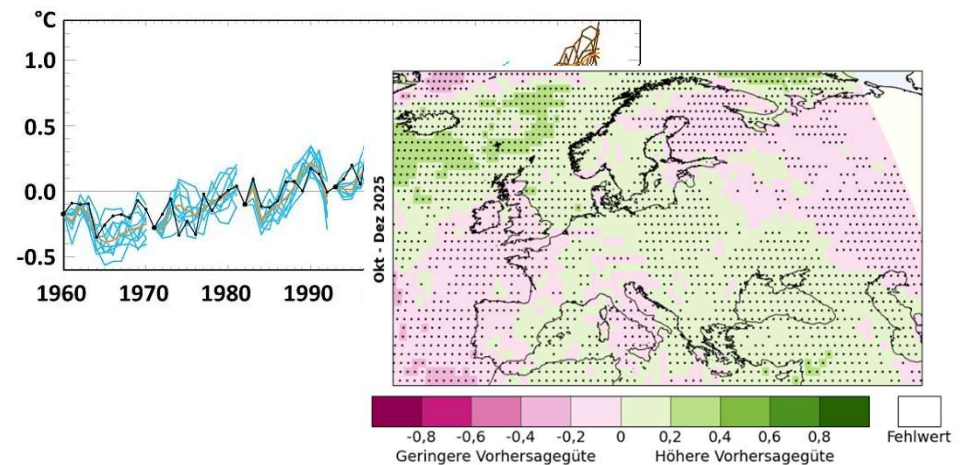 °C
1.0
0.5
0.0
-0.5
1960 1970 1980 1990
Okt - Dez 2025
-0,8 -0,6 -0,4 -0,2 0 0,2 0,4 0,6 0,8 Fehlwert
Geringere Vorhersagegüte Höhere Vorhersagegüte